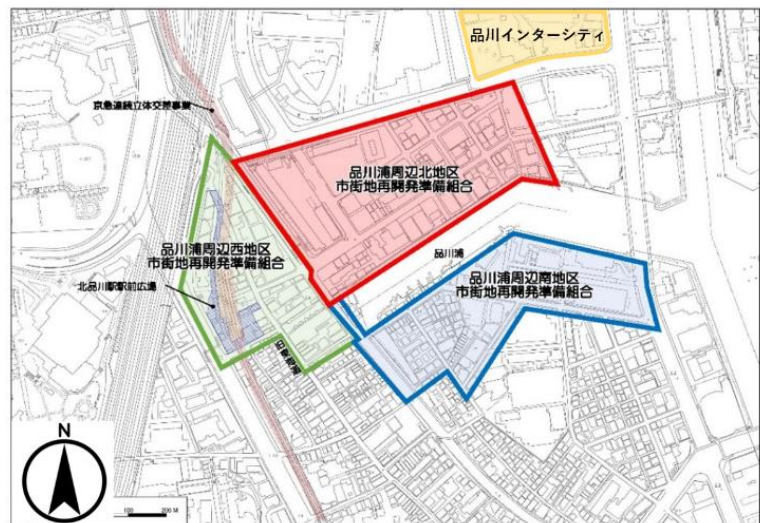 品川インターシティ
京急連続立体交差事業
品川浦周辺北地区
市街地再開発準備組合
品川浦周辺西地区
市街地再開発準備組合
品川浦
品川浦周辺南地区
市街地再開発準備組合
北品川駅駅前広場
旧東海道
N
100
200 M